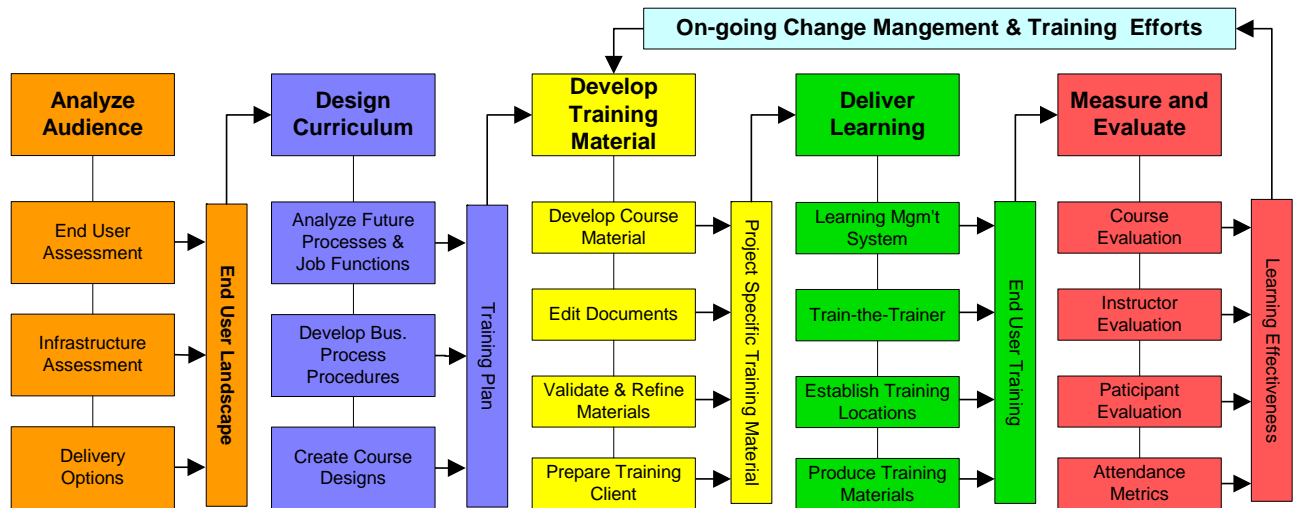 On-going Change Mangement & Training Efforts
Analyze
Audience
End User
Assessment
Infrastructure
Assessment
Delivery
Options
End User Landscape
Design
Curriculum
Analyze Future
Processes &
Job Functions
Develop Bus.
Process
Procedures
Create Course
Designs
Training Plan
Develop
Training
Material
Develop Course
Material
Edit Documents
Validate & Refine
Materials
Prepare Training
Client
Project Specific Training Material
Deliver
Learning
Learning Mgm't
System
Train-the-Trainer
Establish Training
Locations
Produce Training
Materials
End User Training
Measure and
Evaluate
Course
Evaluation
Instructor
Evaluation
Paticipant
Evaluation
Attendance
Metrics
Learning Effectiveness